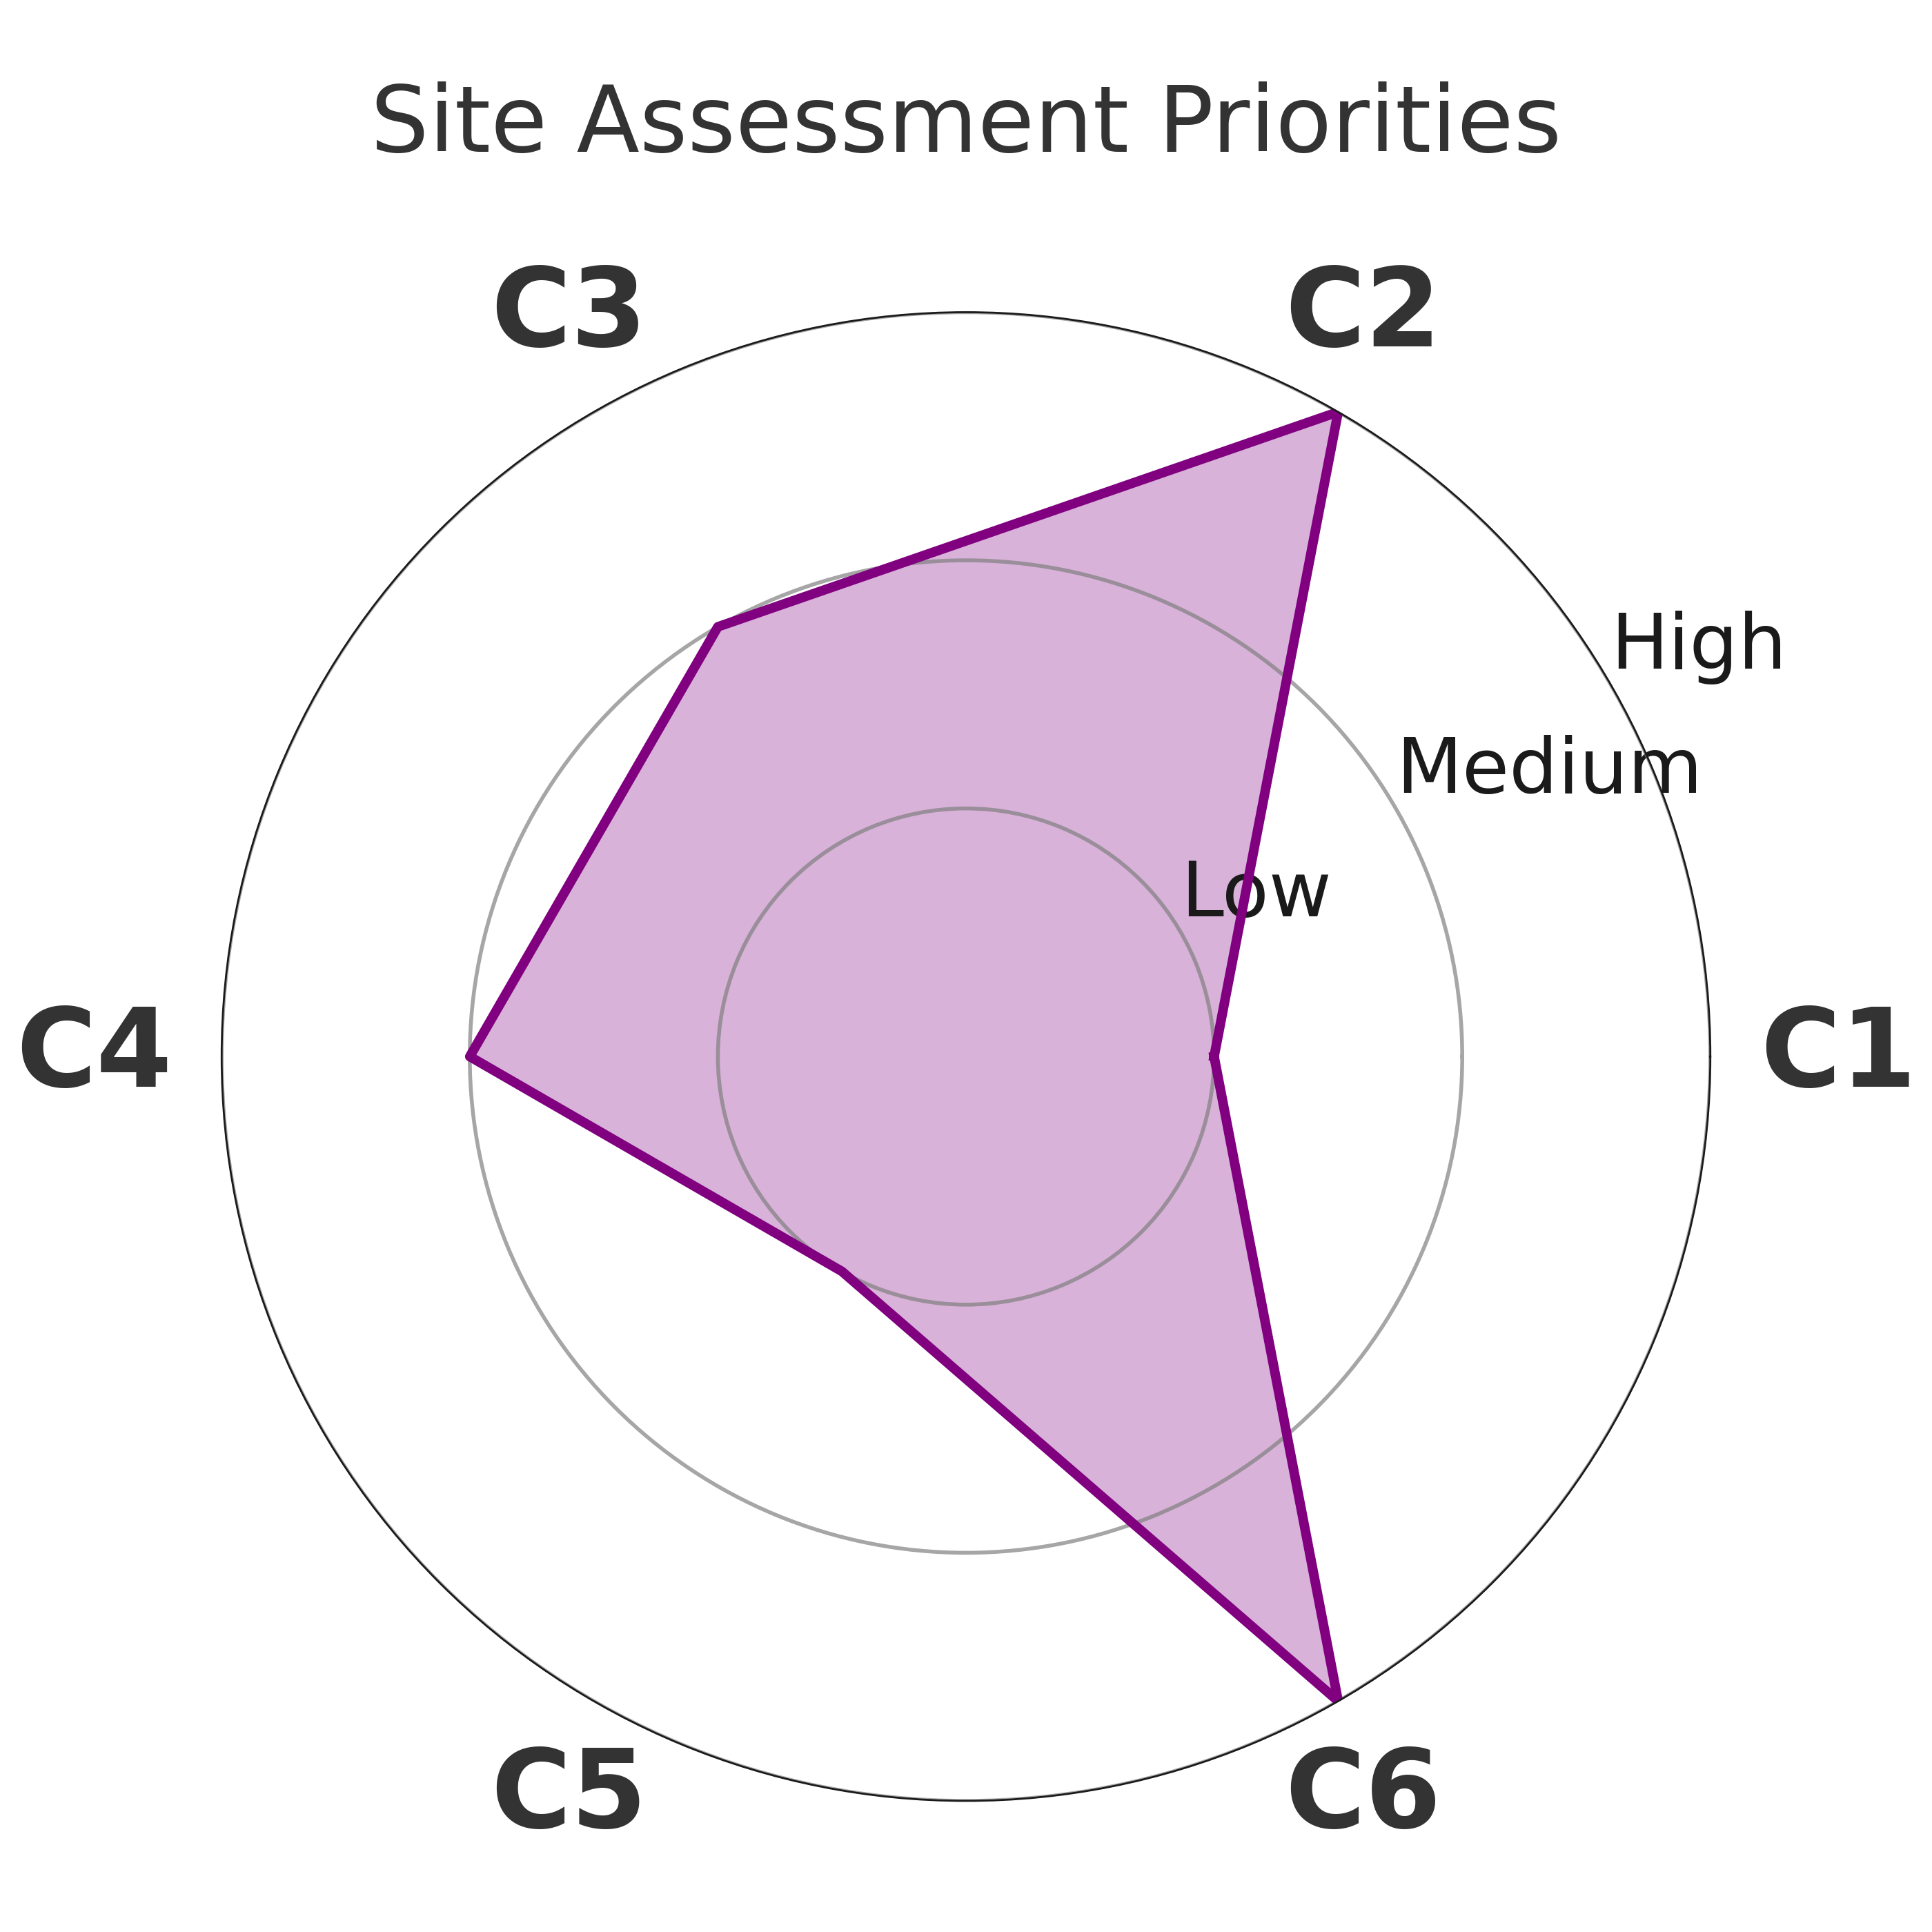 Site Assessment Priorities
C3
C2
High
Medium
Low
C4
C1
C5
C6